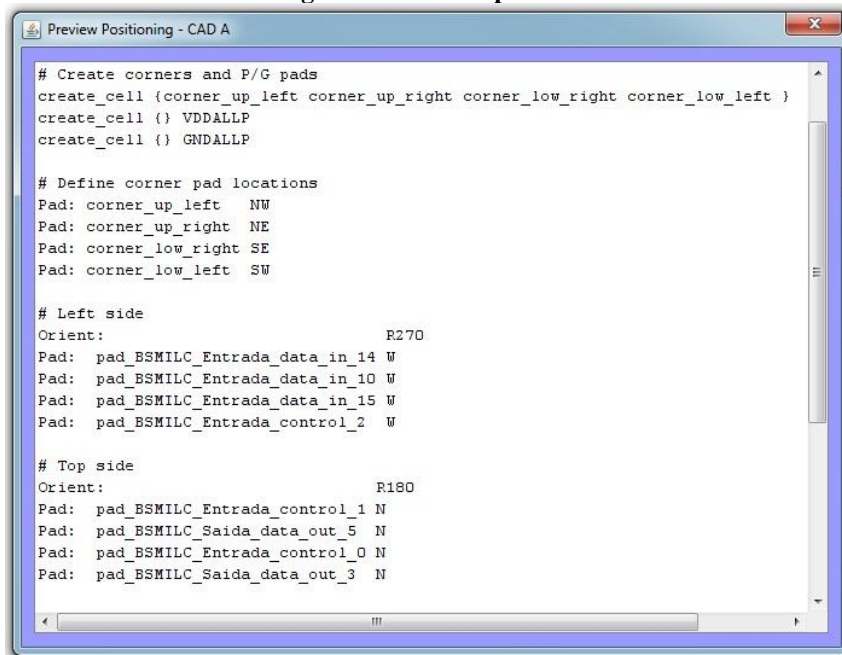 Preview Positioning - CAD A
# Create corners and P/G pads
create_cell {corner_up_left corner_up_right corner_low_right corner_low_left }
create_cell {} VDDALLP
create_cell {} GNDALLP
# Define corner pad locations
Pad: corner_up_left NW
Pad: corner_up_right NE
Pad: corner_low_right SE
Pad: corner_low_left SW
# Left side
Orient: R270
Pad: pad_BSMILC_Entrada_data_in_14 W
Pad: pad_BSMILC_Entrada_data_in_10 W
Pad: pad_BSMILC_Entrada_data_in_15 W
Pad: pad_BSMILC_Entrada_control_2 W
# Top side
Orient: R180
Pad: pad_BSMILC_Entrada_control_1 N
Pad: pad_BSMILC_Saida_data_out_5 N
Pad: pad_BSMILC_Entrada_control_0 N
Pad: pad_BSMILC_Saida_data_out_3 N